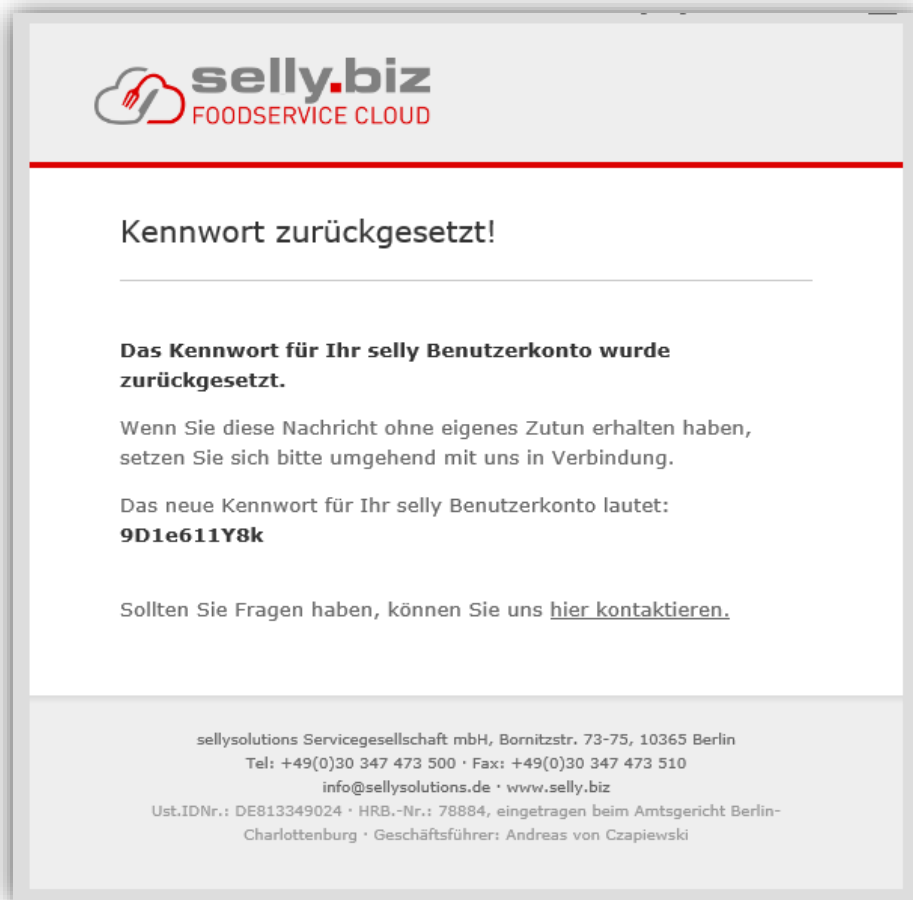 selly.biz
FOODSERVICE CLOUD
Kennwort zurückgesetzt!
Das Kennwort für Ihr selly Benutzerkonto wurde
zurückgesetzt.
Wenn Sie diese Nachricht ohne eigenes Zutun erhalten haben,
setzen Sie sich bitte umgehend mit uns in Verbindung.
Das neue Kennwort für Ihr selly Benutzerkonto lautet:
9D1e611Y8k
Sollten Sie Fragen haben, können Sie uns hier kontaktieren.
sellysolutions Servicegesellschaft mbH, Bornitzstr. 73-75, 10365 Berlin
Tel: +49(0)30 347 473 500 · Fax: +49(0)30 347 473 510
info@sellysolutions.de · www.selly.biz
Ust.IDNr.: DE813349024 · HRB.-Nr.: 78884, eingetragen beim Amtsgericht Berlin-
Charlottenburg · Geschäftsführer: Andreas von Czapiewski